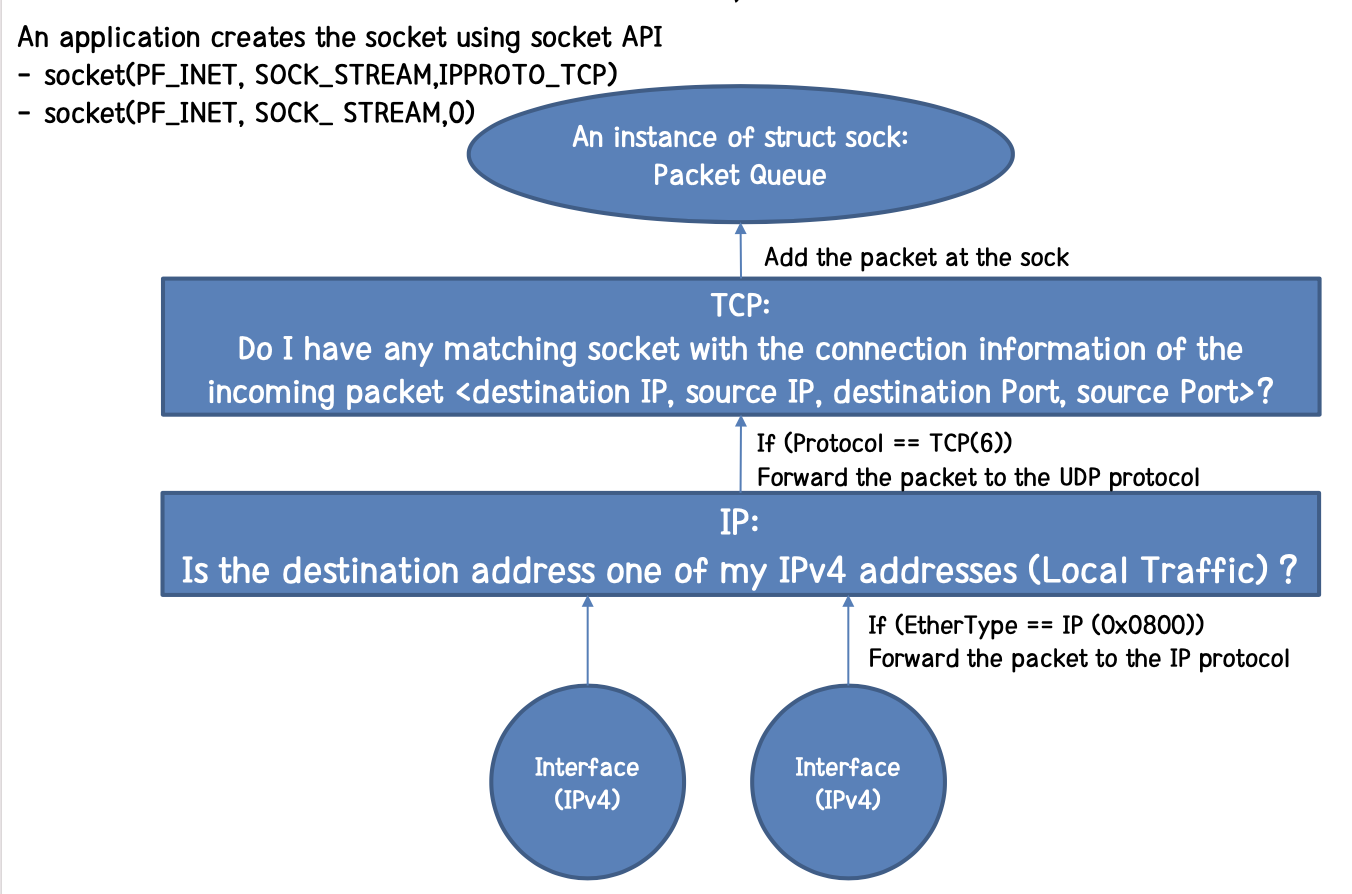 An application creates the socket using socket API
- socket(PF_INET, SOCK_STREAM,IPPROTO_TCP)
- socket(PF_INET, SOCK_ STREAM,0)
An instance of struct sock:
Packet Queue
Add the packet at the sock
TCP:
Do I have any matching socket with the connection information of the
incoming packet <destination IP, source IP, destination Port, source Port>?
If (Protocol == TCP(6))
Forward the packet to the UDP protocol
IP:
Is the destination address one of my IPv4 addresses (Local Traffic) ?
If (EtherType == IP (0x0800))
Forward the packet to the IP protocol
Interface
(IPv4)
Interface
(IPv4)